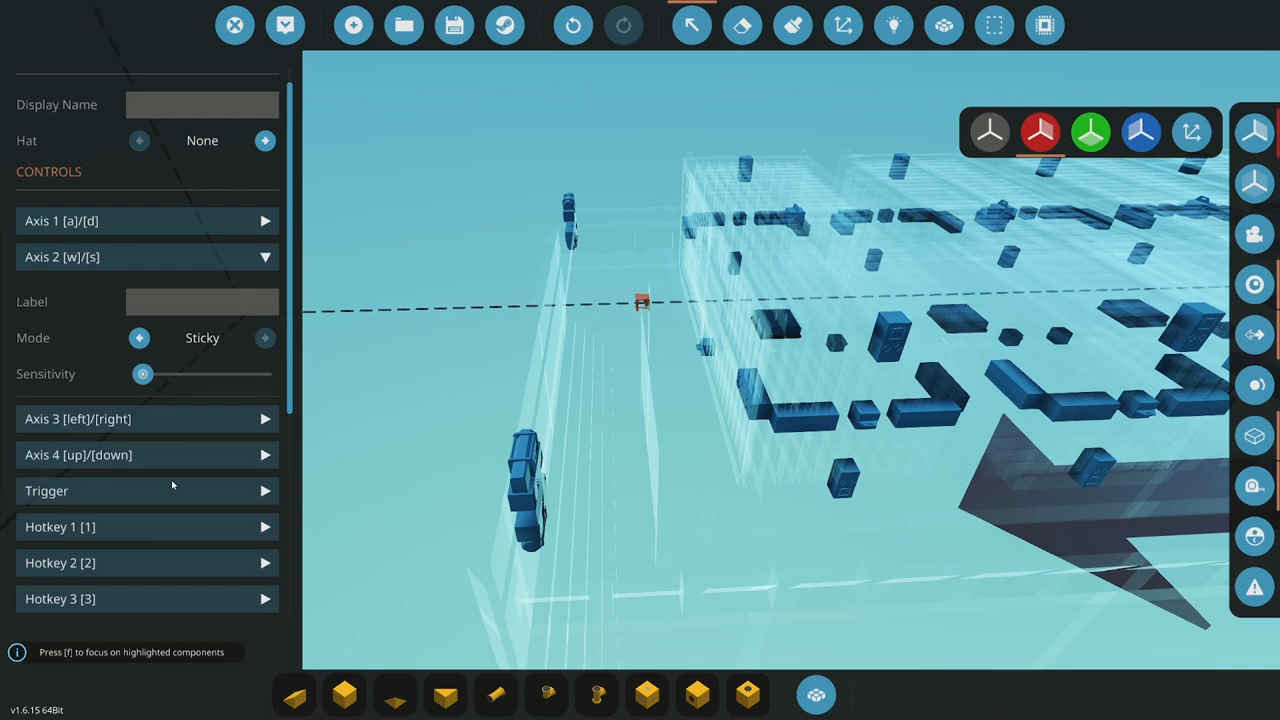 Display Name
Hat
None
CONTROLS
Axis 1 [a]/[d]
Axis 2 [w]/[s]
Label
Mode
Sticky
Sensitivity
Axis 3 [left]/[right]
Axis 4 [up]/[down]
Trigger
Hotkey 1 [1]
Hotkey 2 [2]
Hotkey 3 [3]
Press [f] to focus on highlighted components
v1.6.15 64Bit